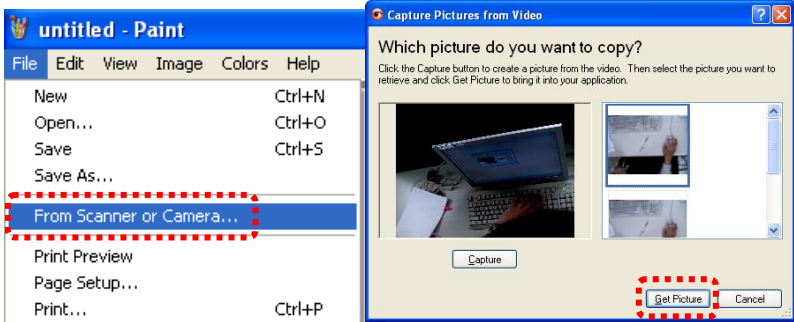 untitled - Paint
File Edit View Image Colors Help
New Ctrl+N
Open... Ctrl+O
Save Ctrl+S
Save As...
From Scanner or Camera...
Print Preview
Page Setup...
Print... Ctrl+P
Capture Pictures from Video
Which picture do you want to copy?
Click the Capture button to create a picture from the video. Then select the picture you want to
retrieve and click Get Picture to bring it into your application.
Capture
Get Picture Cancel